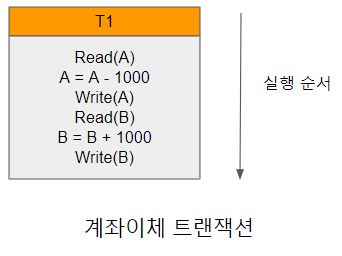 T1
Read(A)
A = A - 1000
Write(A)
Read(B)
B = B + 1000
Write(B)
실행 순서
계좌이체 트랜잭션